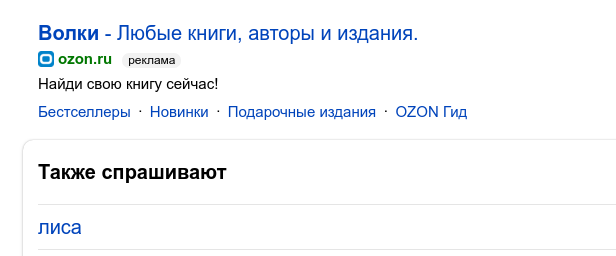 Волки - Любые книги, авторы и издания.
ozon.ru реклама
Найди свою книгу сейчас!
Бестселлеры · Новинки · Подарочные издания · OZON Гид
Также спрашивают
лиса